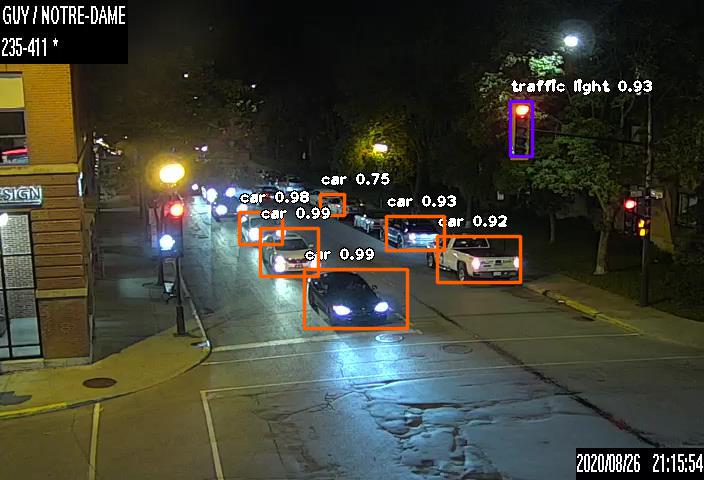 GUY / NOTRE-DAME
235-411 *
traffic light 0.93
car 0.75
car 0.98
car 0.93
car 0.99
car 0.92
ESIGN
car 0.99
2020/08/26 21:15:54